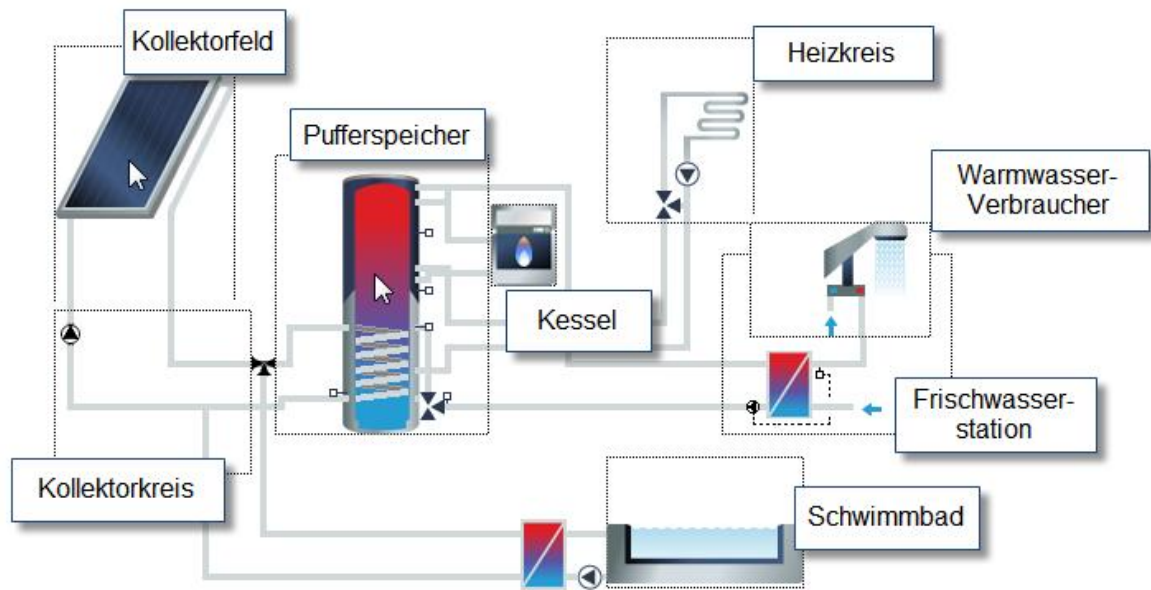 Kollektorfeld
Heizkreis
Pufferspeicher
Warmwasser-
Verbraucher
Kessel
Frischwasser-
station
Kollektorkreis
Schwimmbad